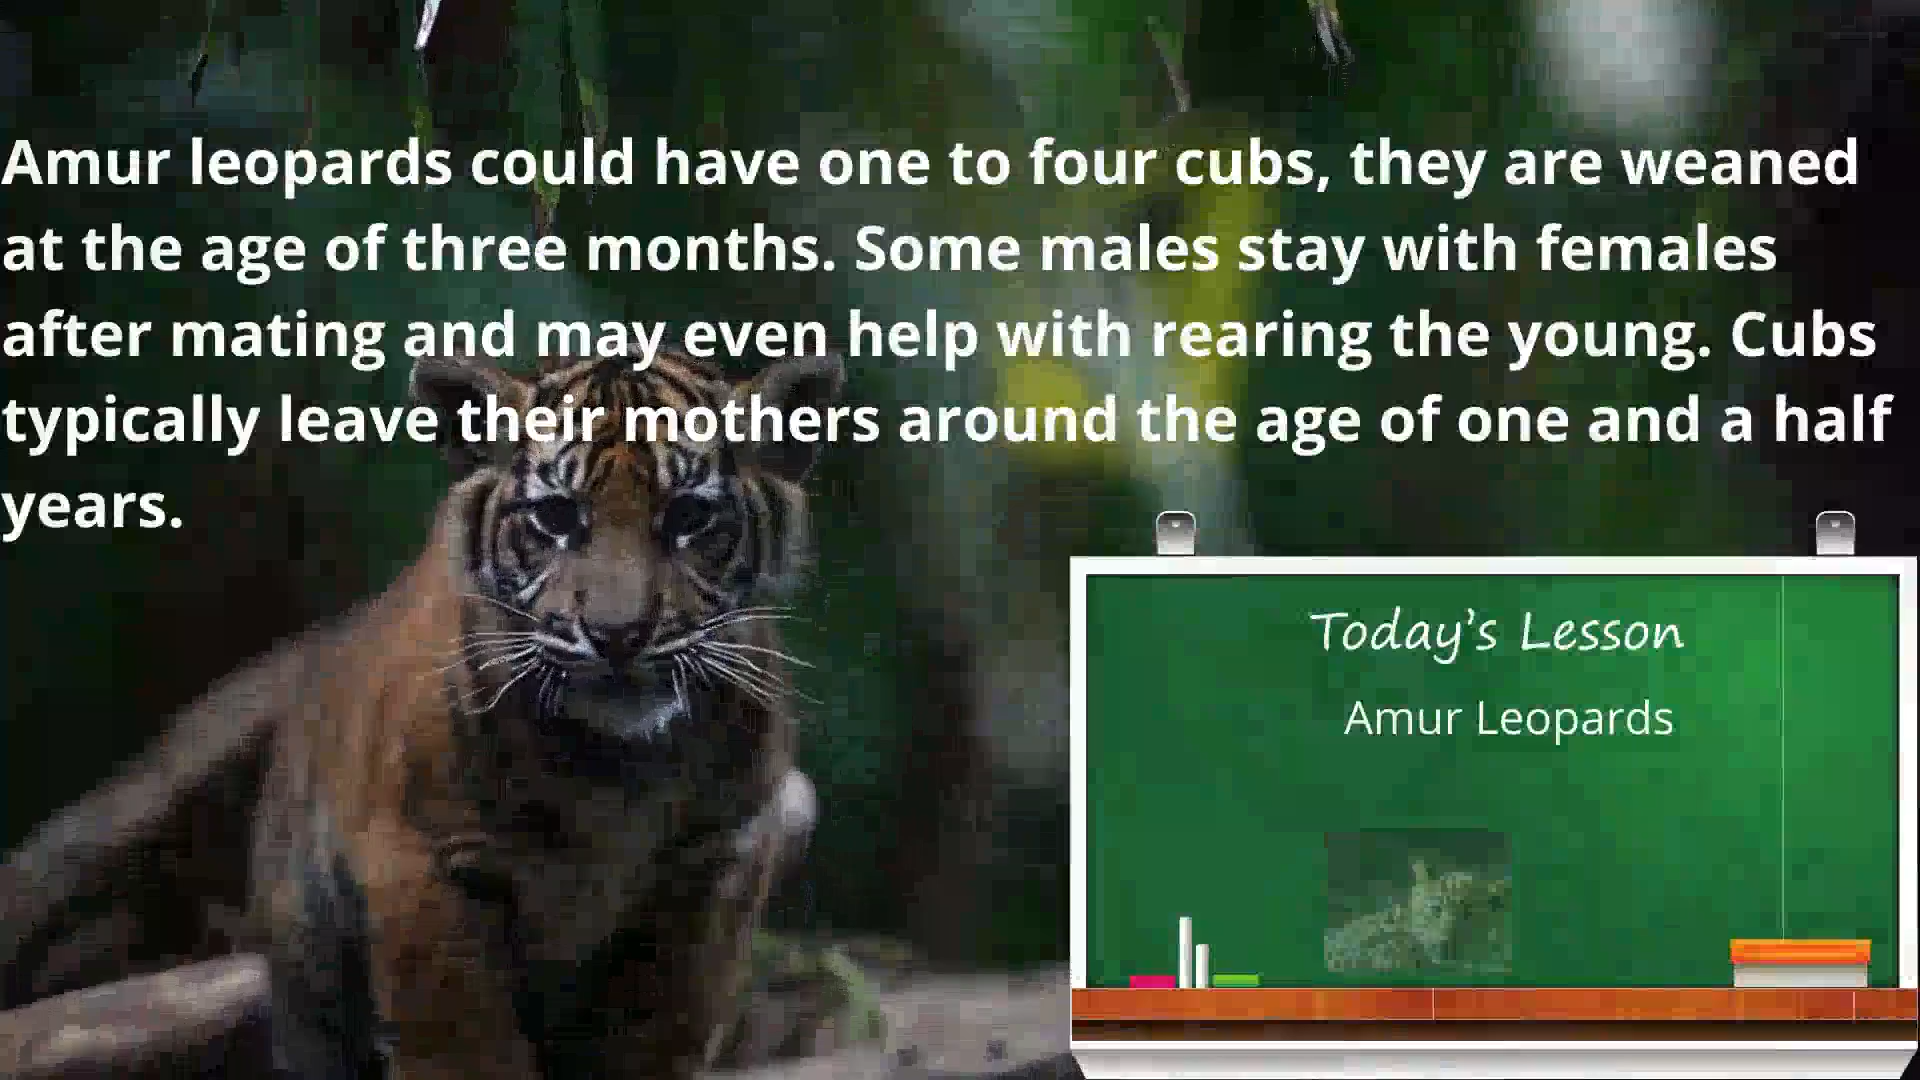 Amur leopards could have one to four cubs, they are weaned
at the age of three months. Some males stay with females
after mating and may even help with rearing the young. Cubs
typically leave their mothers around the age of one and a half
years.
Today's Lesson
Amur Leopards